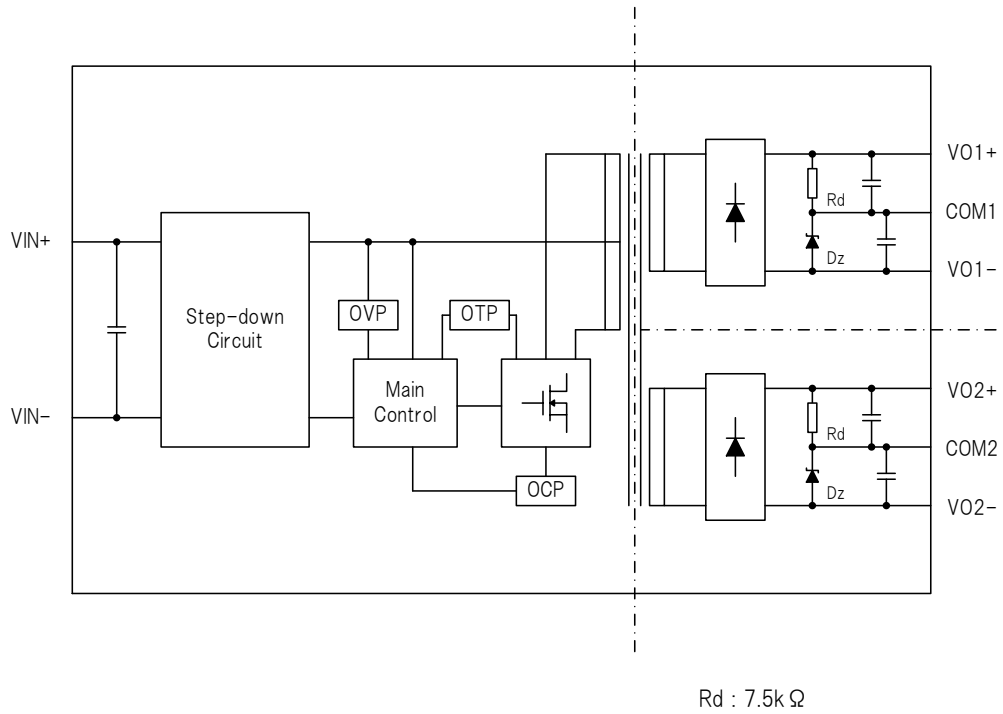 VO1+
Rd
COM1
VIN+
Dz
VO1-
OVP
OTP
Step-down
Circuit
Main
Control
VO2+
VIN-
Rd
COM2
OCP
Dz
VO2-
Rd : 7.5kΩ